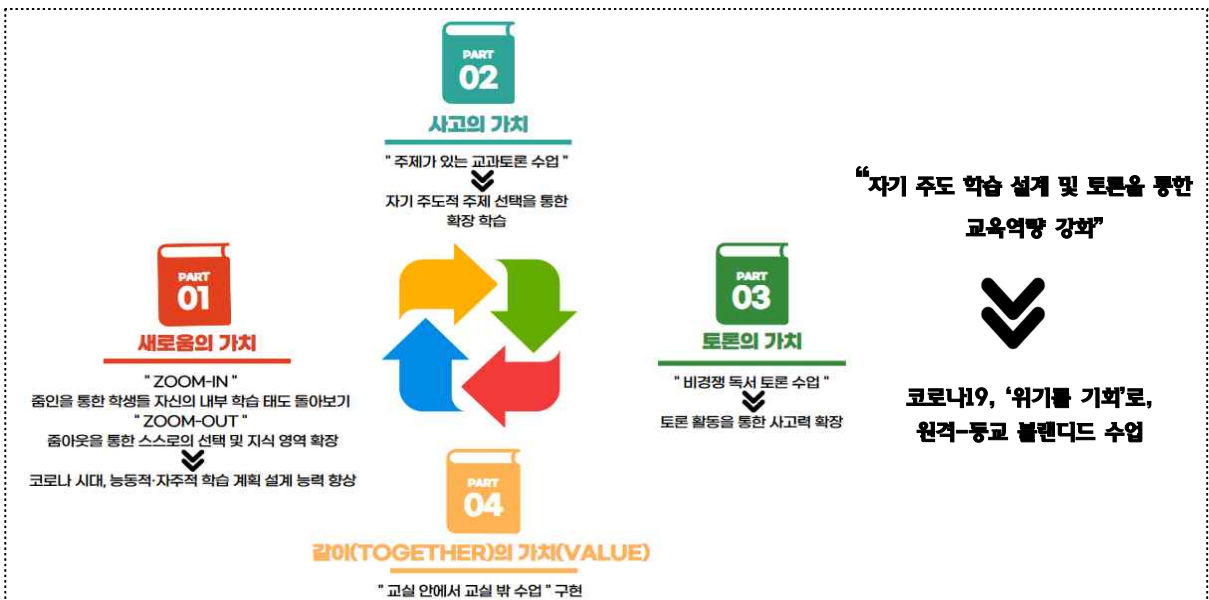 PART
02
사고의 가치
" 주제가 있는 교과토론 수업 "
자기 주도적 주제 선택을 통한
확장 학습
PART
01
새로움의 가치
" ZOOM-IN "
줌인을 통한 학생들 자신의 내부 학습 태도 돌아보기
" ZOOM-OUT "
줌아웃을 통한 스스로의 선택 및 지식 영역 확장
코로나 시대, 능동적·자주적 학습 계획 설계 능력 향상
PART
03
토론의 가치
" 비경쟁 독서 토론 수업 "
토론 활동을 통한 사고력 확장
PART
04
같이(TOGETHER)의 가치(VALUE)
" 교실 안에서 교실 밖 수업 " 구현
“자기 주도 학습 설계 및 토론을 통한
교육역량 강화”
코로나19, ‘위기를 기회’로,
원격-등교 블랜디드 수업